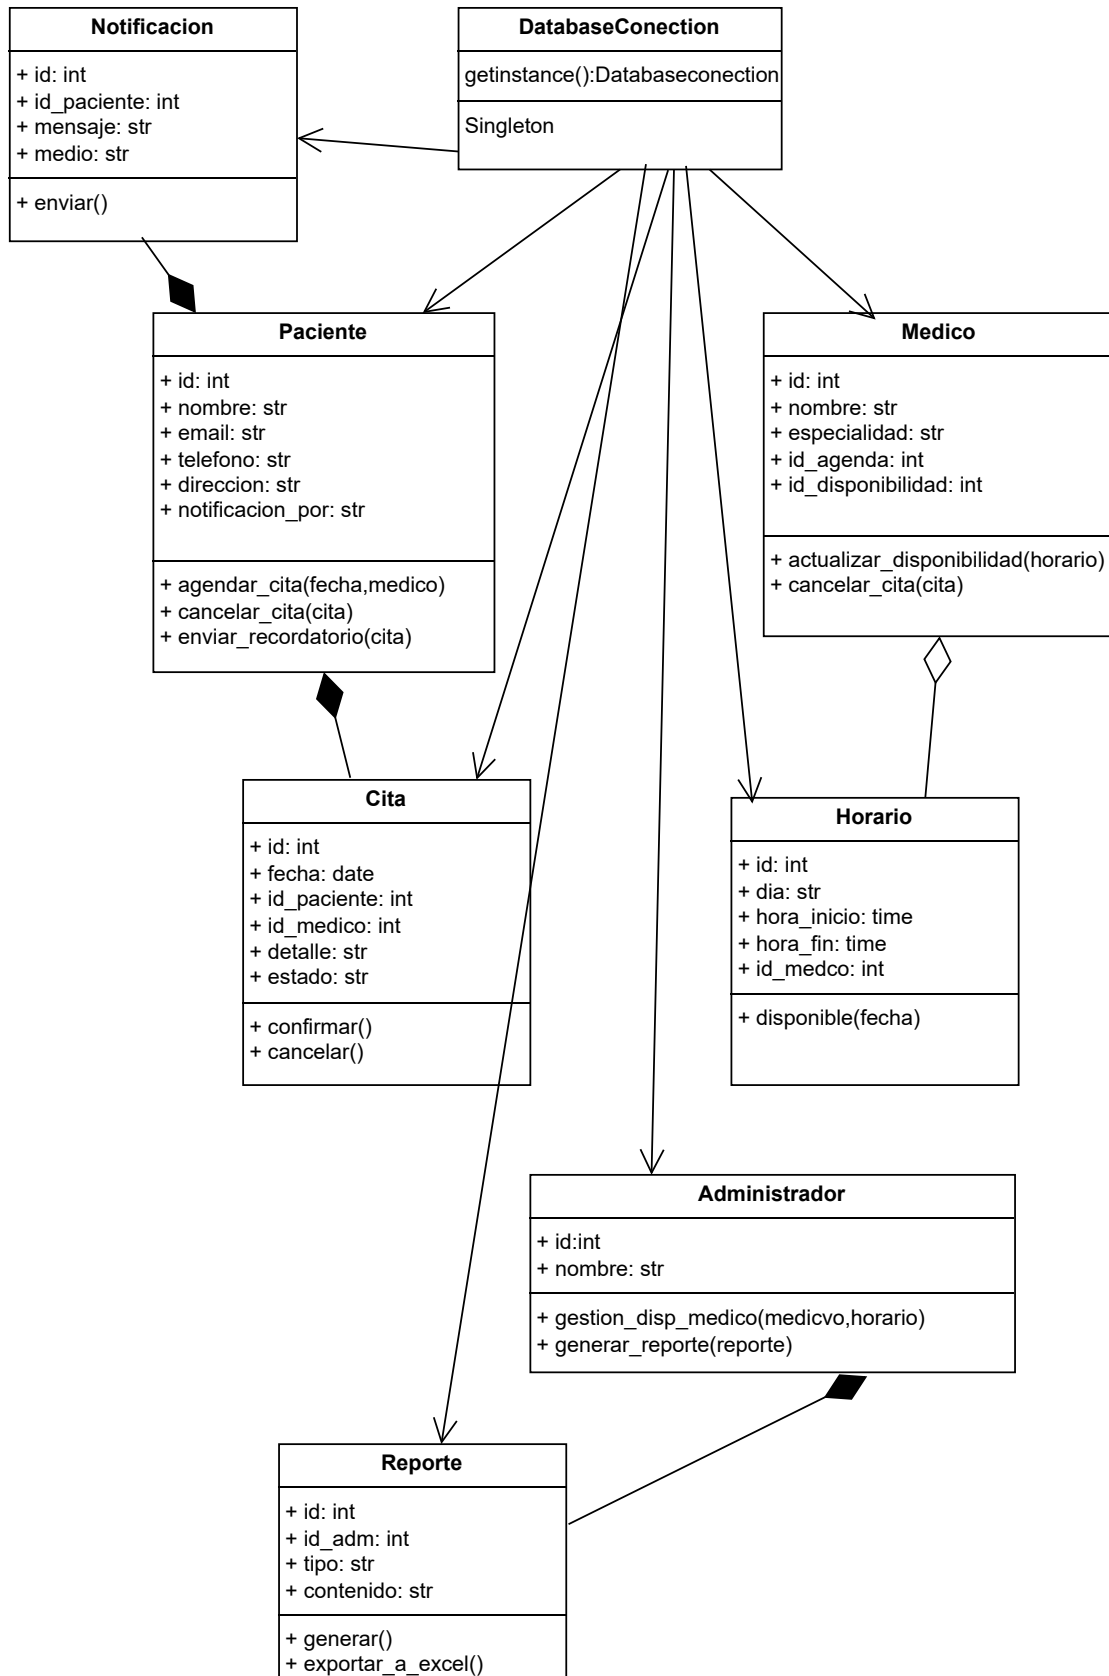 Notificacion
+ id: int
+ id_paciente: int
+ mensaje: str
+ medio: str
+ enviar()
DatabaseConection
getinstance():Databaseconection
Singleton
Paciente
+ id: int
+ nombre: str
+ email: str
+ telefono: str
+ direccion: str
+ notificacion_por: str
+ agendar_cita(fecha,medico)
+ cancelar_cita(cita)
+ enviar_recordatorio(cita)
Medico
+ id: int
+ nombre: str
+ especialidad: str
+ id_agenda: int
+ id_disponibilidad: int
+ actualizar_disponibilidad(horario)
+ cancelar_cita(cita)
Cita
+ id: int
+ fecha: date
+ id_paciente: int
+ id_medico: int
+ detalle: str
+ estado: str
+ confirmar()
+ cancelar()
Horario
+ id: int
+ dia: str
+ hora_inicio: time
+ hora_fin: time
+ id_medco: int
+ disponible(fecha)
Administrador
+ id:int
+ nombre: str
+ gestion_disp_medico(medicvo,horario)
+ generar_reporte(reporte)
Reporte
+ id: int
+ id_adm: int
+ tipo: str
+ contenido: str
+ generar()
+ exportar_a_excel()